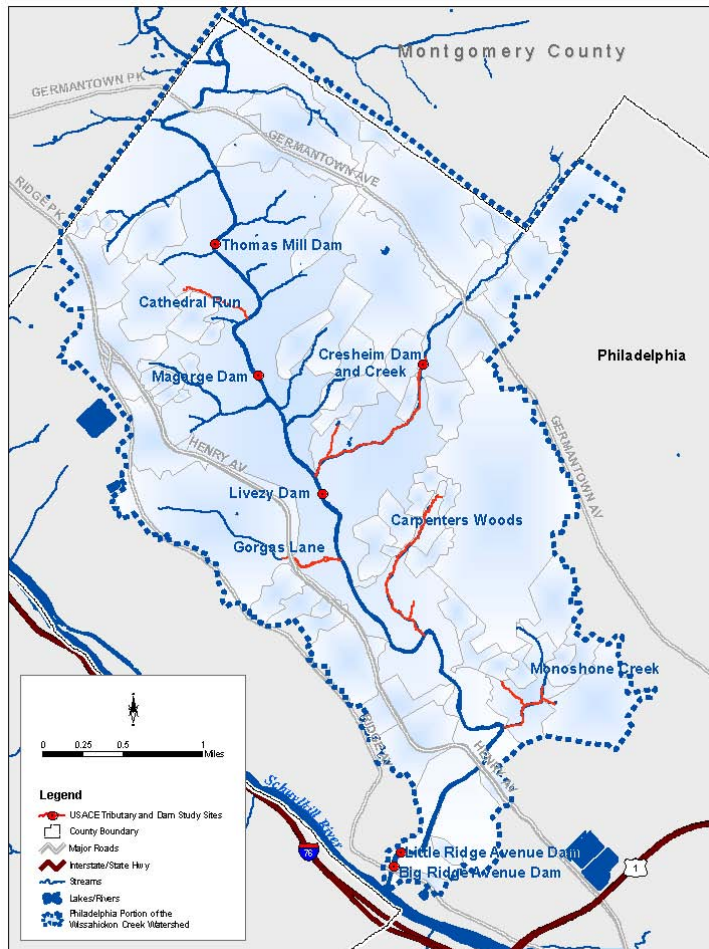 Montgomery County
GERMANTOWN PK
GERMANTOWN AVE
RIDGE PK
Thomas Mill Dam
Cathedral Run
Cresheim Dam
and Creek
Philadelphia
Magarge Dam
GERMANTOWN AV
HENRY AV
Livezy Dam
Carpenters Woods
Gorgas Lane
Monoshone Creek
RIDGE AV
HENRY AV
Schuylkill River
Little Ridge Avenue Dam
Big Ridge Avenue Dam
76
1
0 0.25 0.5 1
Miles
Legend
USACE Tributary and Dam Study Sites
County Boundary
Major Roads
Interstate/State Hwy
Streams
Lakes/Rivers
Philadelphia Portion of the
Wissahickon Creek Watershed